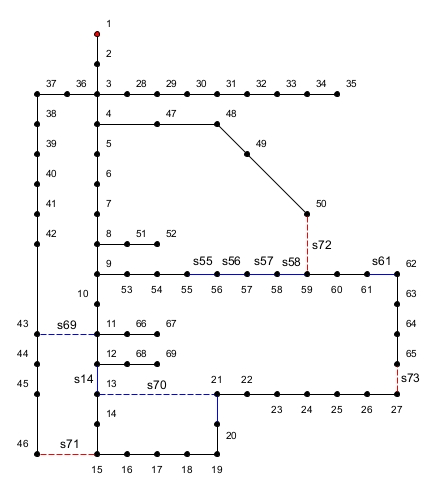 1
2
37 36 3 28 29 30 31 32 33 34 35
38 4 47 48
39 5 49
40 6
41 7 50
42 8 51 52 s72
9 s55 s56 s57 s58 s61 62
53 54 55 56 57 58 59 60 61
10 63
43 s69 11 66 67 64
44 12 68 69 65
45 s14 13 s70 21 22 s73
23 24 25 26 27
14 20
46 s71
15 16 17 18 19